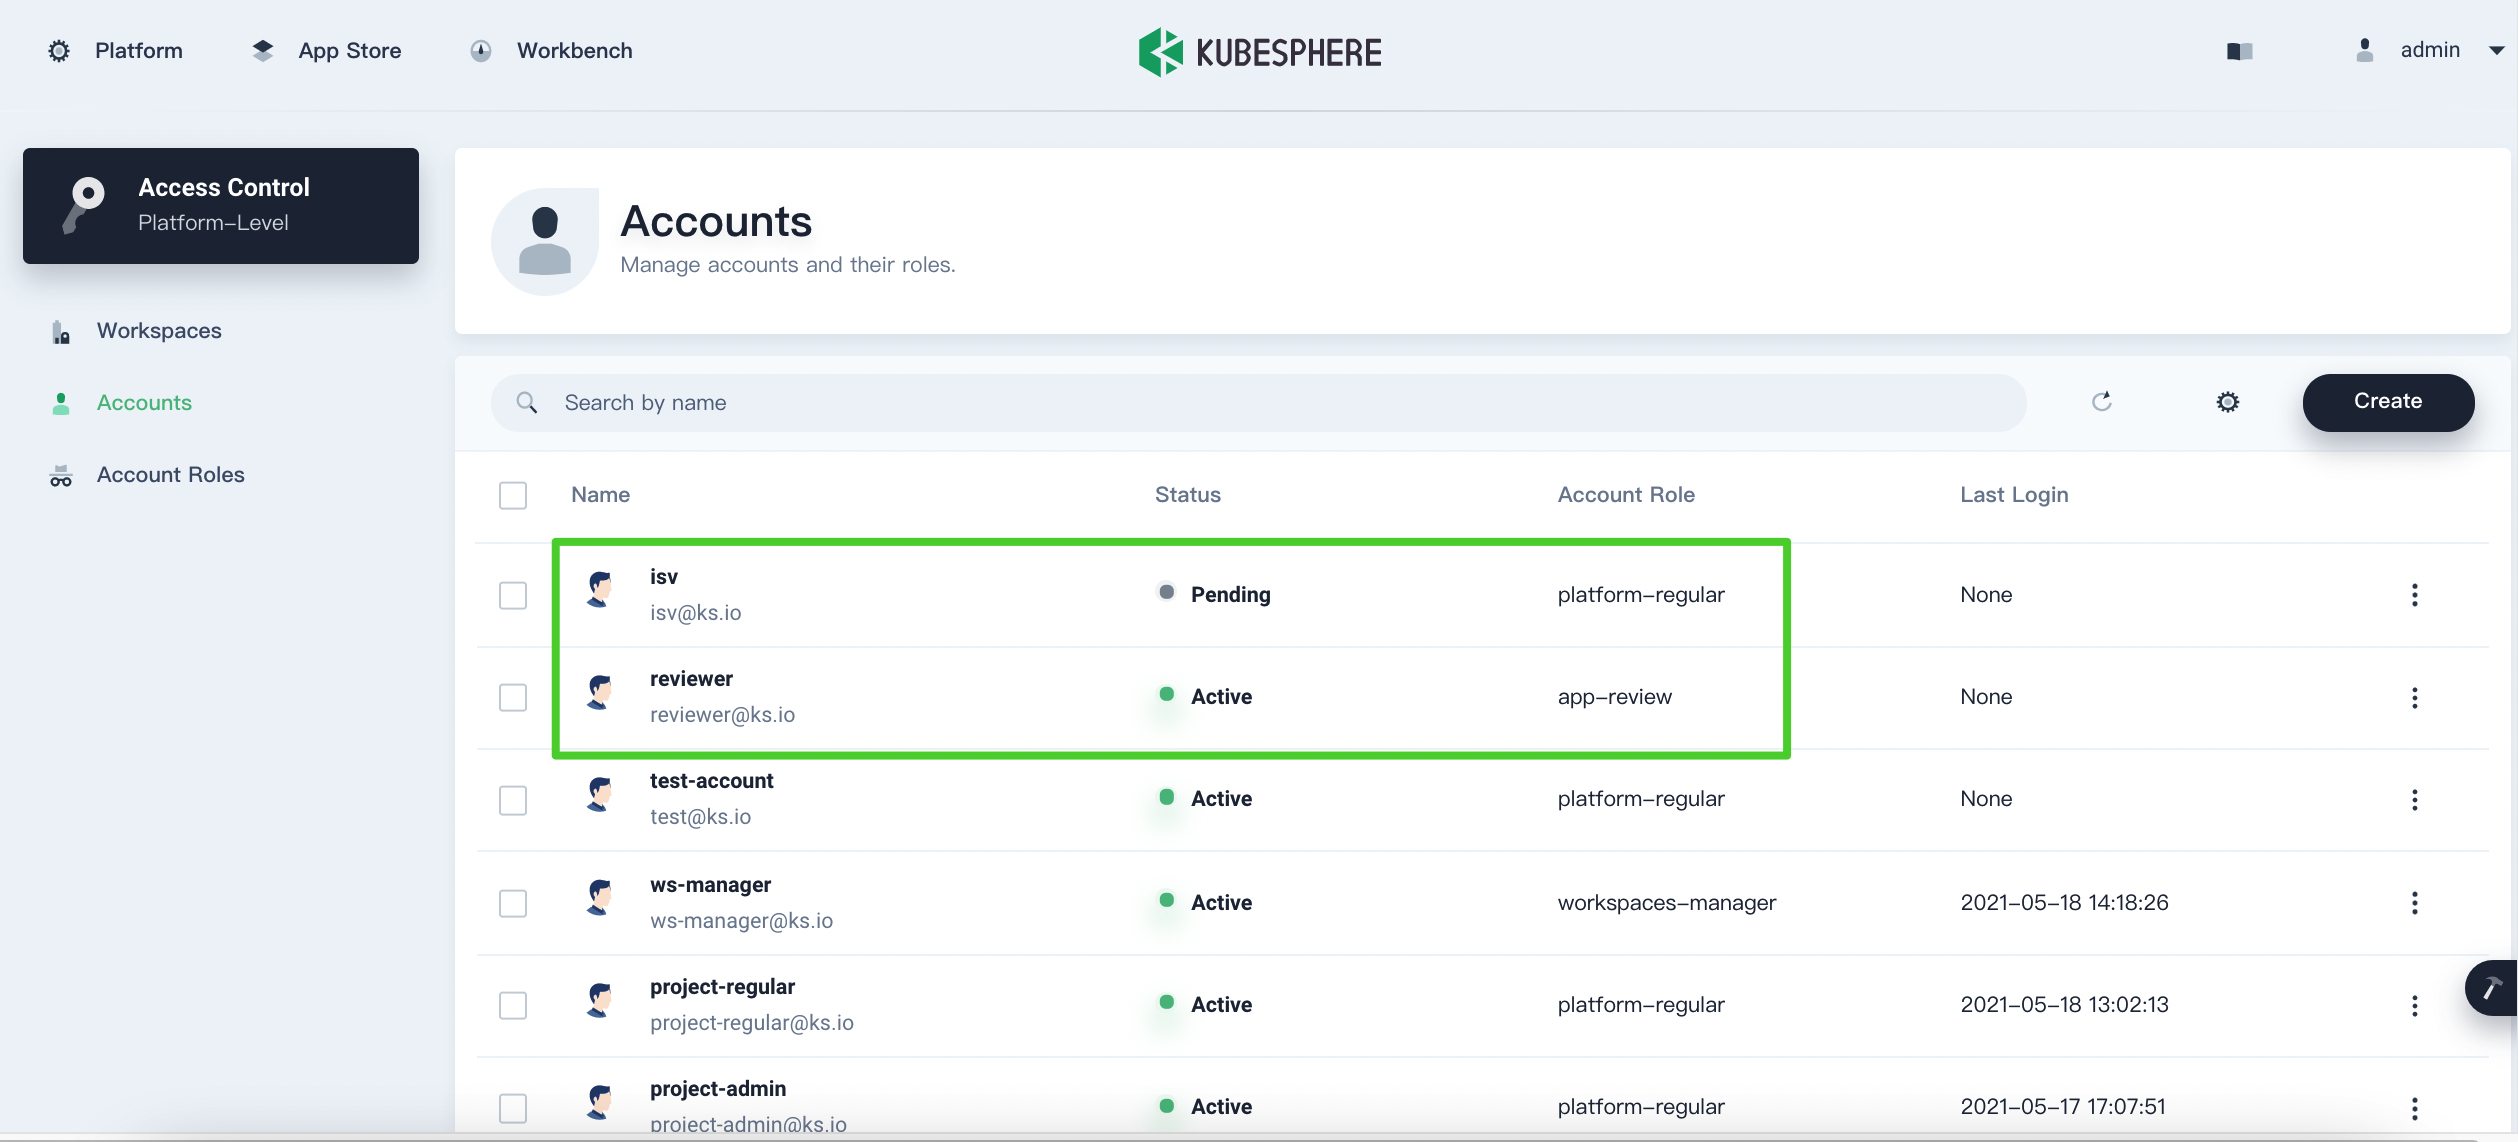 Platform
App Store
Workbench
KUBESPHERE
admin
Access Control
Platform-Level
Workspaces
Accounts
Account Roles
Accounts
Manage accounts and their roles.
Search by name
Create
Name Status Account Role Last Login
isv
isv@ks.io
Pending platform-regular None
reviewer
reviewer@ks.io
Active app-review None
test-account
test@ks.io
Active platform-regular None
ws-manager
ws-manager@ks.io
Active workspaces-manager 2021-05-18 14:18:26
project-regular
project-regular@ks.io
Active platform-regular 2021-05-18 13:02:13
project-admin
project-admin@ks.io
Active platform-regular 2021-05-17 17:07:51